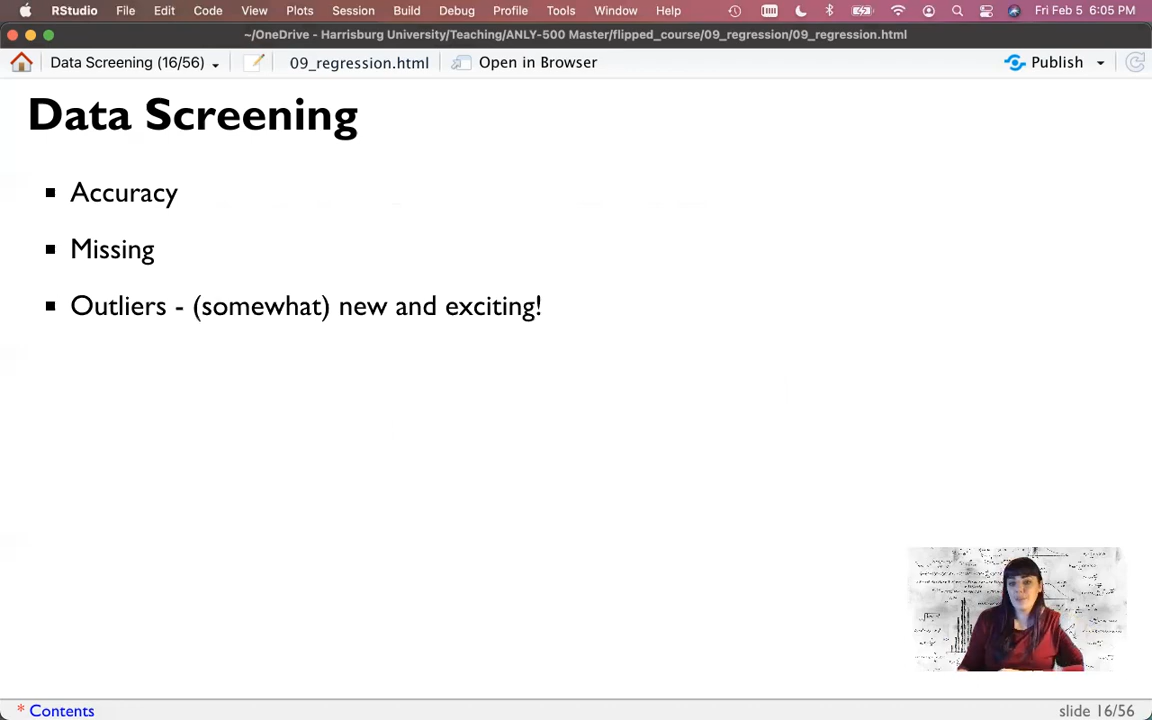 RStudio File Edit Code View Plots Session Build Debug Profile Tools Window Help Fri Feb 5 6:05 PM
~/OneDrive - Harrisburg University/Teaching/ANLY-500 Master/flipped_course/09_regression/09_regression.html
Data Screening (16/56) 09_regression.html Open in Browser Publish
Data Screening
Accuracy
Missing
Outliers - (somewhat) new and exciting!
* Contents slide 16/56